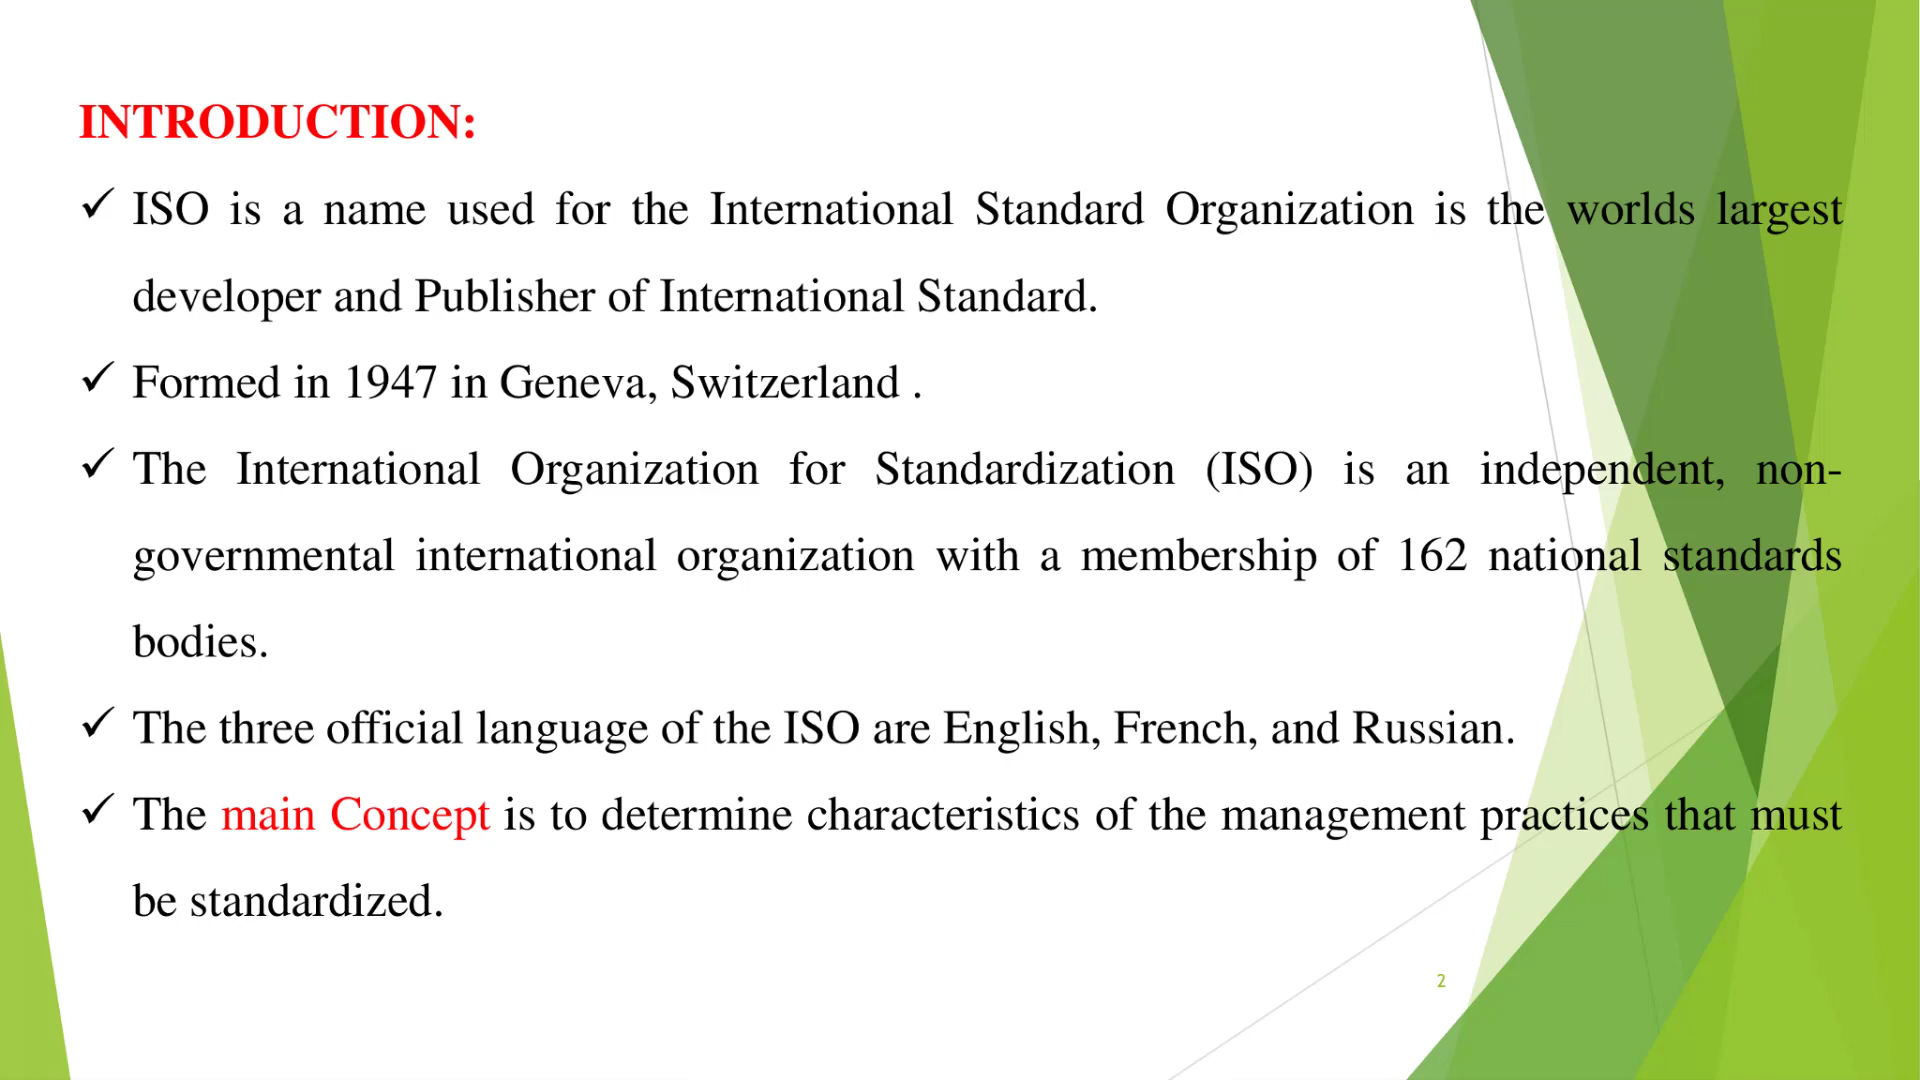 INTRODUCTION:
✓ ISO is a name used for the International Standard Organization is the worlds largest
developer and Publisher of International Standard.
✓ Formed in 1947 in Geneva, Switzerland .
✓ The International Organization for Standardization (ISO) is an independent, non-
governmental international organization with a membership of 162 national standards
bodies.
✓ The three official language of the ISO are English, French, and Russian.
✓ The main Concept is to determine characteristics of the management practices that must
be standardized.
2